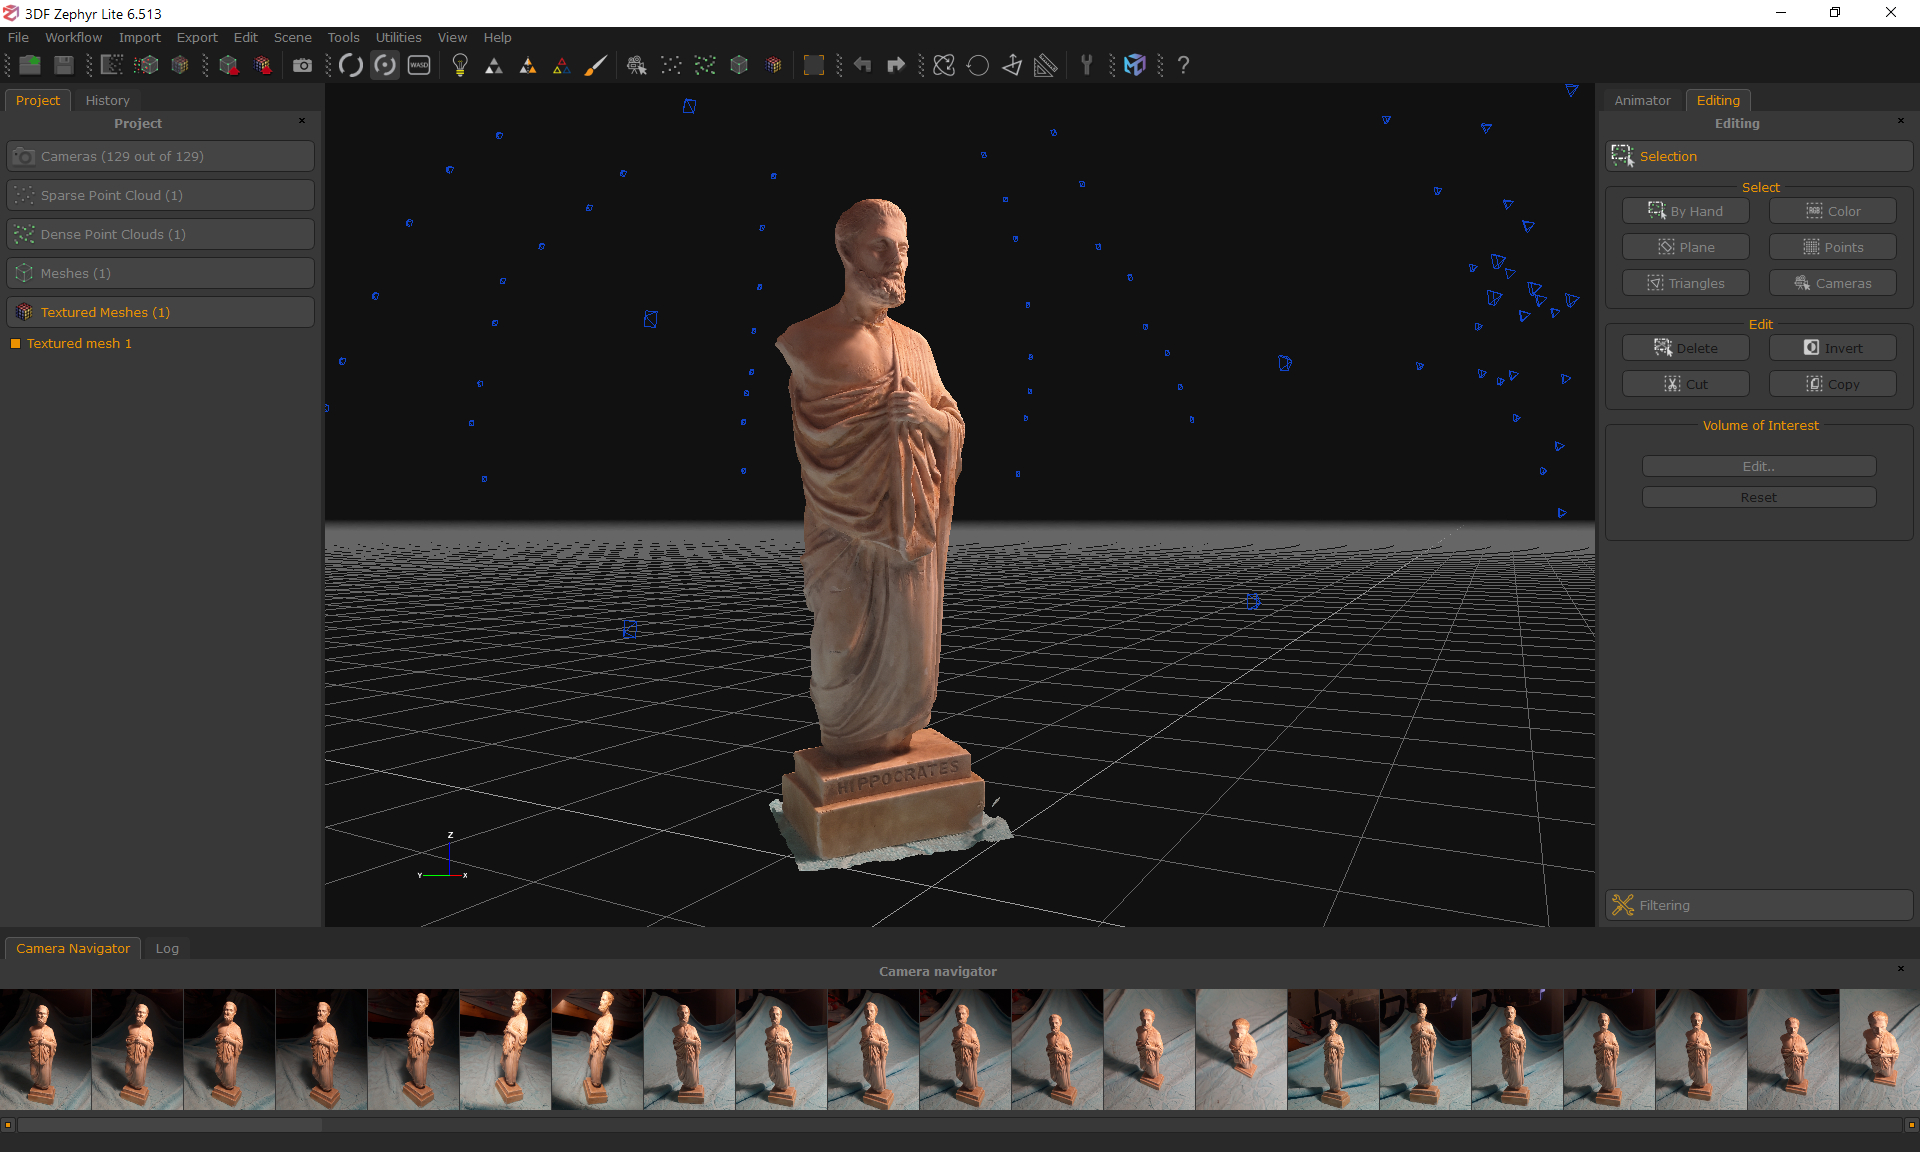 3DF Zephyr Lite 6.513
File Workflow Import Export Edit Scene Tools Utilities View Help
WASD
?
Project History
Project
Cameras (129 out of 129)
Sparse Point Cloud (1)
Dense Point Clouds (1)
Meshes (1)
Textured Meshes (1)
Textured mesh 1
HIPPOCRATES
Z
Y X
Animator Editing
Editing
Selection
Select
By Hand RGB Color
Plane Points
Triangles Cameras
Edit
Delete Invert
Cut Copy
Volume of Interest
Edit..
Reset
Filtering
Camera Navigator Log
Camera navigator